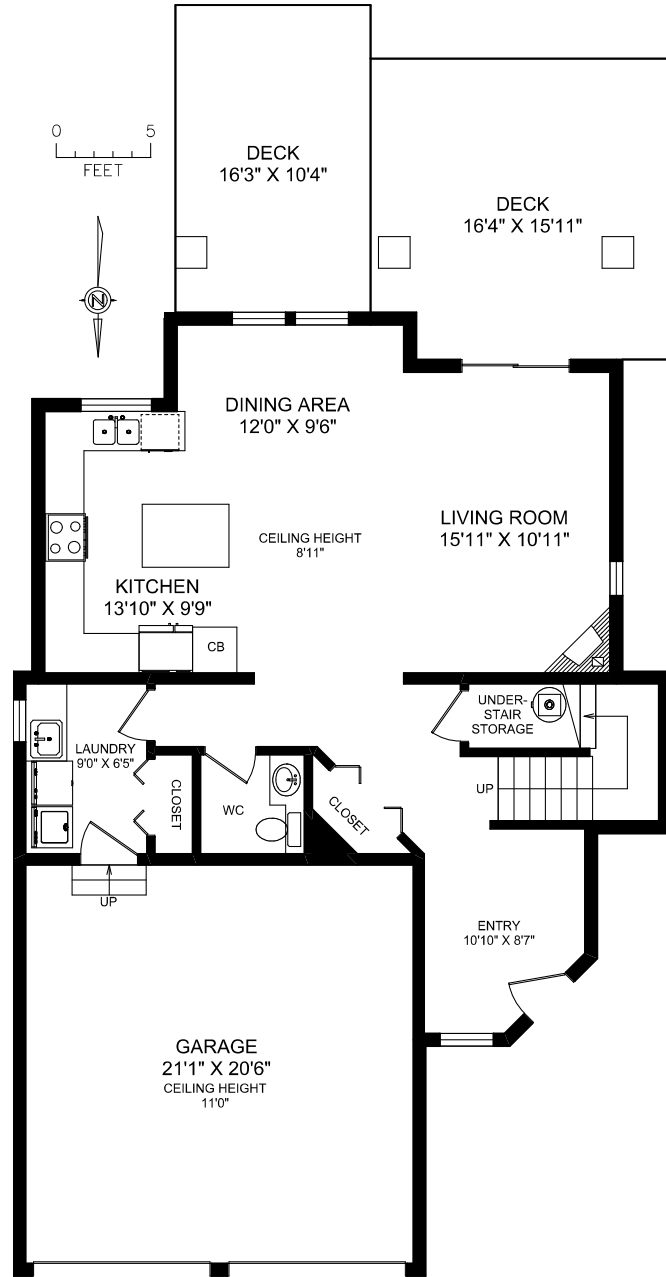 0 5
FEET
DECK
16'3" X 10'4"
DECK
16'4" X 15'11"
N
DINING AREA
12'0" X 9'6"
LIVING ROOM
15'11" X 10'11"
CEILING HEIGHT
8'11"
KITCHEN
13'10" X 9'9"
CB
UNDER-
STAIR
STORAGE
LAUNDRY
9'0" X 6'5"
CLOSET
WC
CLOSET
UP
UP
ENTRY
10'10" X 8'7"
GARAGE
21'1" X 20'6"
CEILING HEIGHT
11'0"